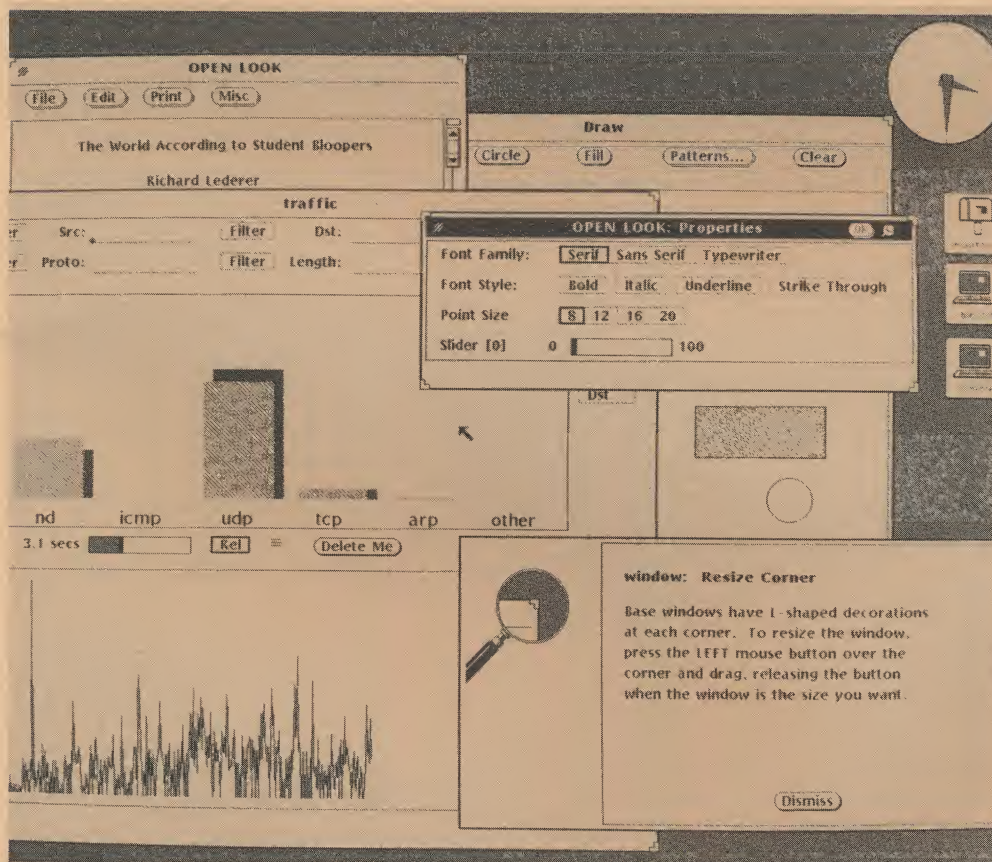 OPEN LOOK
File Edit Print Misc
The World According to Student Bloopers
Richard Lederer
Draw
Circle Fill Patterns... Clear
traffic
Src: Filter Dst:
Proto: Filter Length:
OPEN LOOK: Properties
Font Family: Serif Sans Serif Typewriter
Font Style: Bold Italic Underline Strike Through
Point Size 8 12 16 20
Slider [0] 0 100
Dst
nd icmp udp tcp arp other
3.1 secs Rel Delete Me
window: Resize Corner
Base windows have L-shaped decorations
at each corner. To resize the window,
press the LEFT mouse button over the
corner and drag, releasing the button
when the window is the size you want.
Dismiss